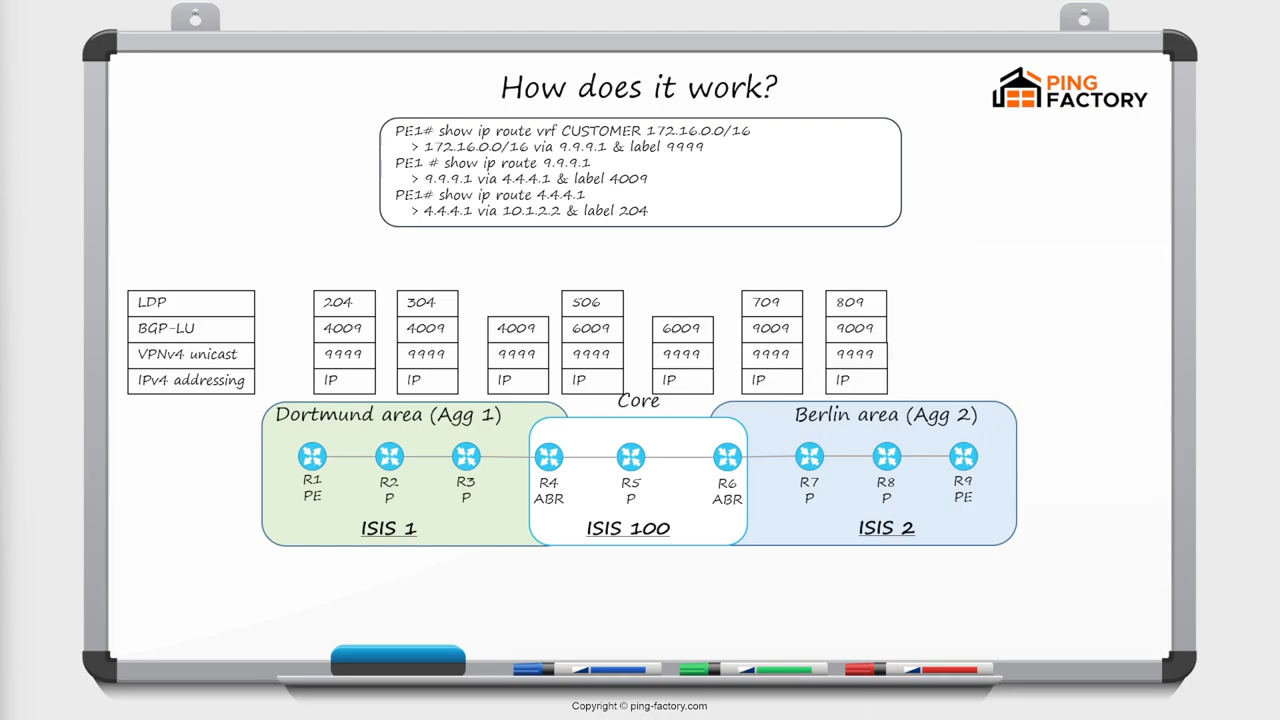 How does it work?
PING
FACTORY
PE1# show ip route vrf CUSTOMER 172.16.0.0/16
> 172.16.0.0/16 via 9.9.9.1 & label 9999
PE1 # show ip route 9.9.9.1
> 9.9.9.1 via 4.4.4.1 & label 4009
PE1# show ip route 4.4.4.1
> 4.4.4.1 via 10.1.2.2 & label 204
LDP 204 304 506 709 809
BGP-LU 4009 4009 4009 6009 6009 9009 9009
VPNv4 unicast 9999 9999 9999 9999 9999 9999 9999
IPv4 addressing IP IP IP IP IP IP IP
Core
Dortmund area (Agg 1) Berlin area (Agg 2)
R1 R2 R3 R4 R5 R6 R7 R8 R9
PE P P ABR P ABR P P PE
ISIS 1 ISIS 100 ISIS 2
Copyright © ping-factory.com